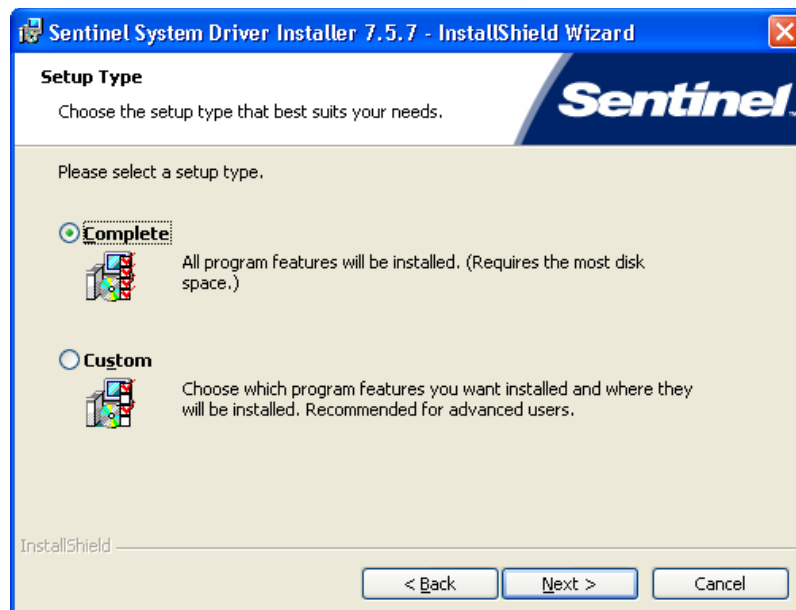 Sentinel System Driver Installer 7.5.7 - InstallShield Wizard
Setup Type
Choose the setup type that best suits your needs.
Sentinel
Please select a setup type.
Complete
All program features will be installed. (Requires the most disk
space.)
Custom
Choose which program features you want installed and where they
will be installed. Recommended for advanced users.
InstallShield
< Back
Next >
Cancel